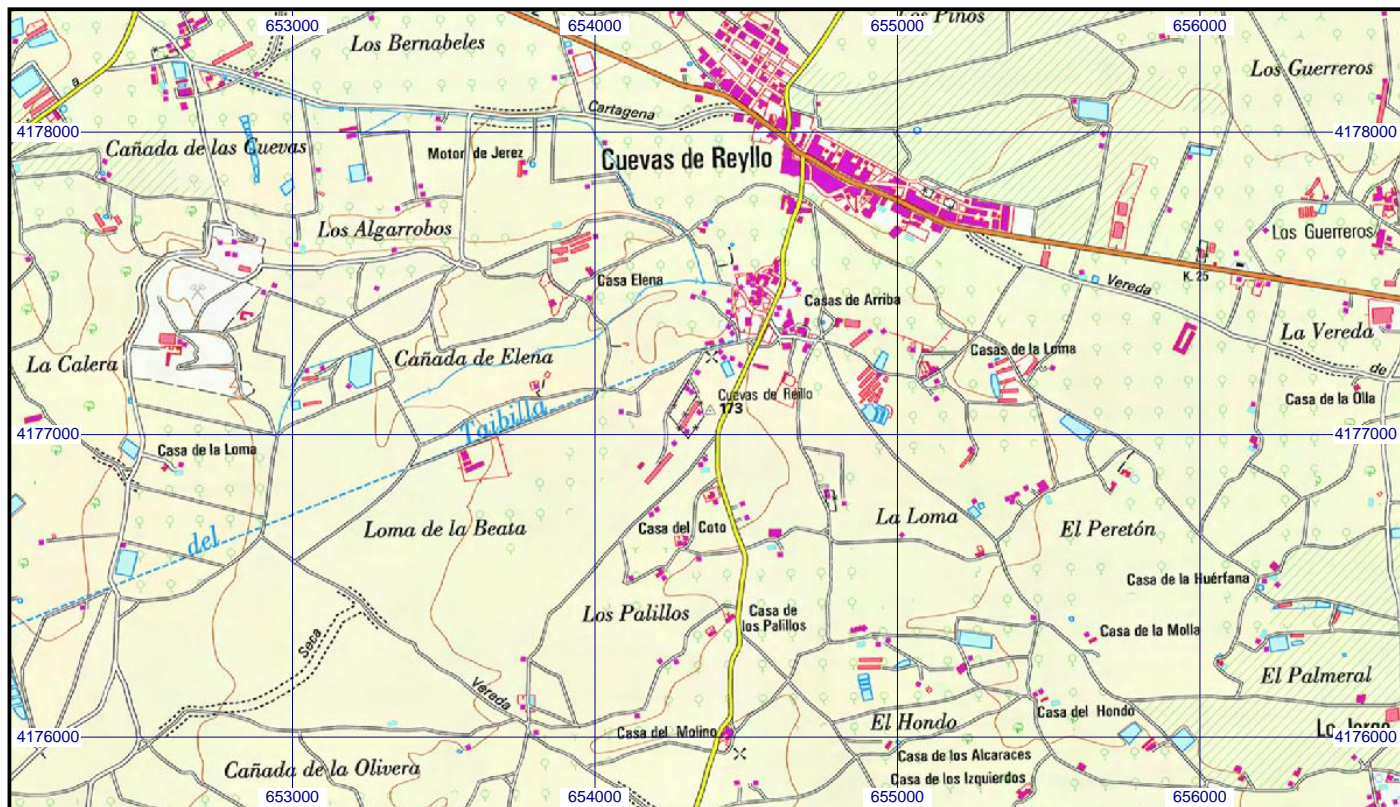 653000
654000
655000
656000
Los Pinos
Los Bernabeles
Los Guerreros
a
Cartagena
4178000
4178000
Cañada de las Cuevas
Motor de Jerez
Cuevas de Reyllo
Los Algarrobos
Los Guerreros
Casa Elena
K. 25
Vereda
Casas de Arriba
La Vereda
La Calera
Cañada de Elena
Casas de la Loma
de
Cuevas de Reíllo
173
Casa de la Olla
Taibilla
4177000
4177000
Casa de la Loma
del
Loma de la Beata
Casa del Coto
La Loma
El Peretón
Casa de la Huérfana
Los Palillos
Casa de
los Palillos
Casa de la Molla
Seca
El Palmeral
Vereda
Casa del Hondo
El Hondo
Casa del Molino
4176000
4176000
Casa de los Alcaraces
Cañada de la Olivera
Casa de los Izquierdos
653000
654000
655000
656000